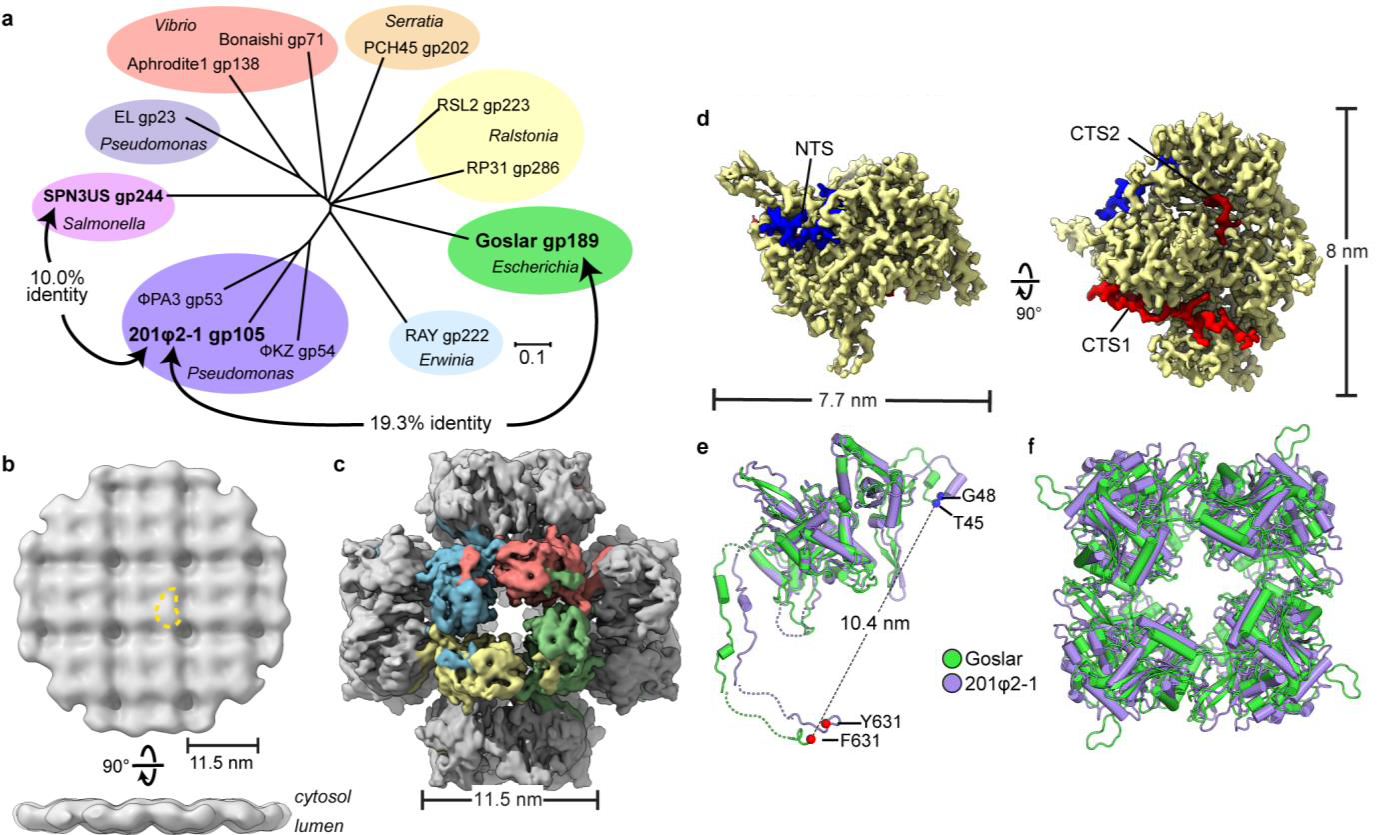 a
Vibrio
Bonaishi gp71
Aphrodite1 gp138
Serratia
PCH45 gp202
EL gp23
Pseudomonas
RSL2 gp223
Ralstonia
RP31 gp286
SPN3US gp244
Salmonella
Goslar gp189
Escherichia
10.0%
identity
ΦPA3 gp53
201φ2-1 gp105
ΦKZ gp54
Pseudomonas
RAY gp222
Erwinia
0.1
19.3% identity
b
90°
11.5 nm
cytosol
lumen
c
11.5 nm
d
NTS
7.7 nm
90°
CTS2
CTS1
8 nm
e
G48
T45
10.4 nm
Goslar
201φ2-1
Y631
F631
f